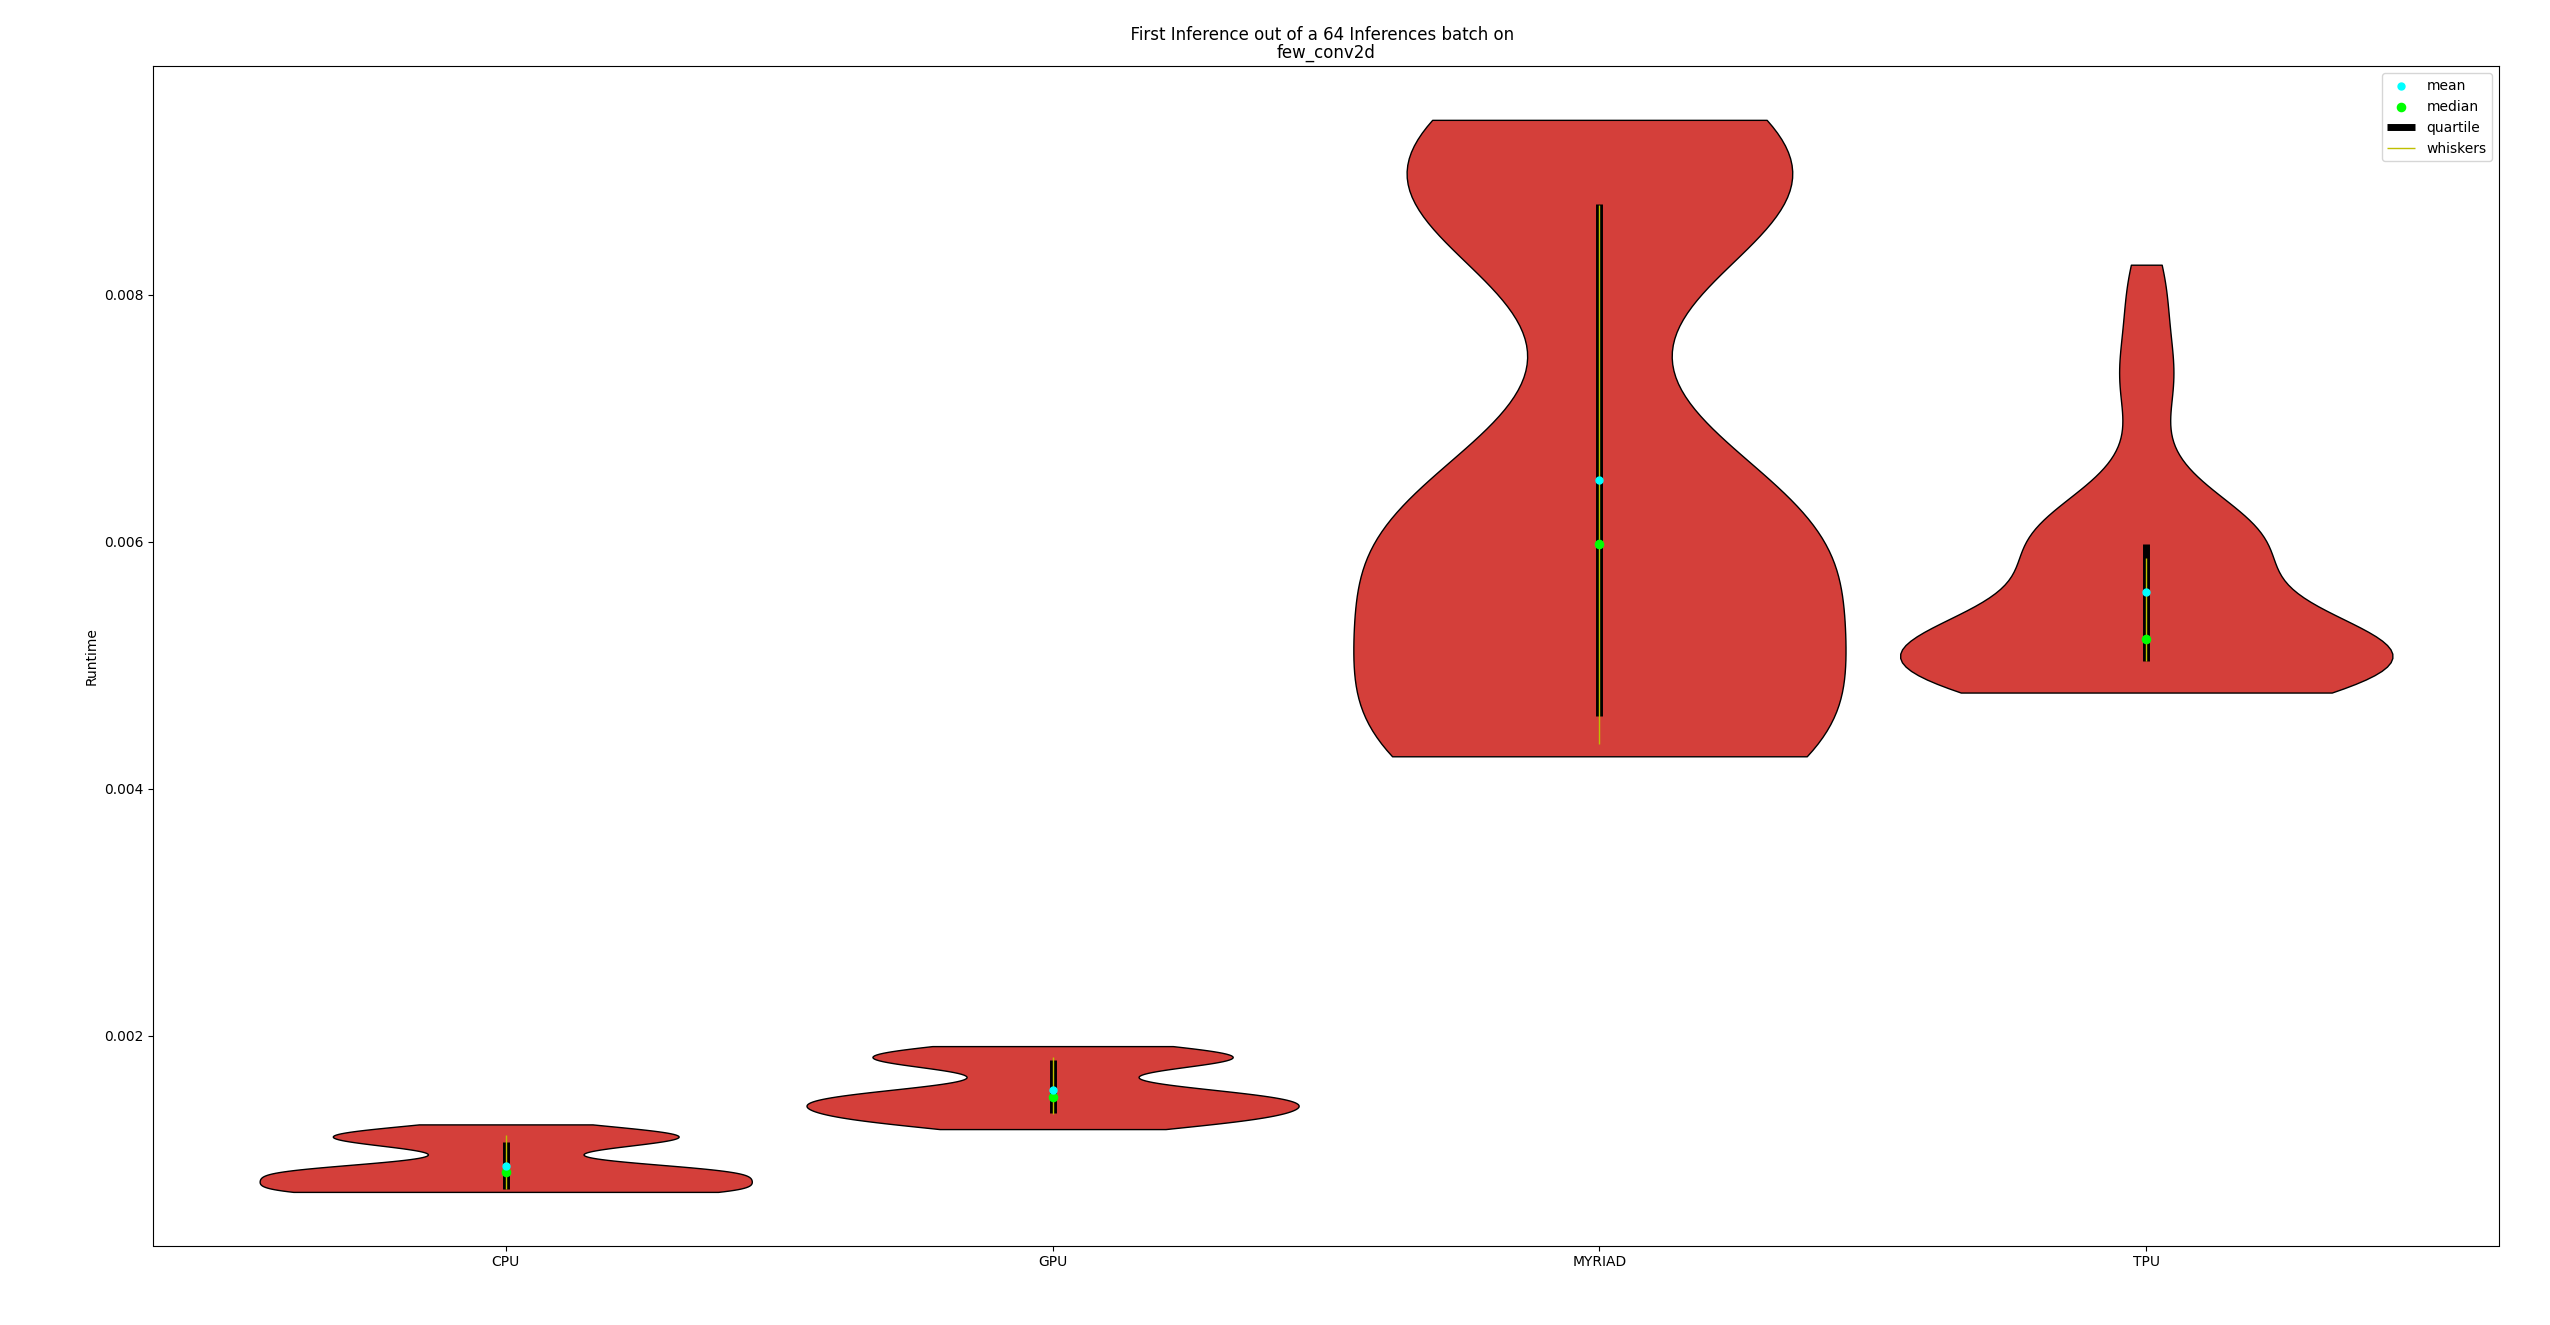 First Inference out of a 64 Inferences batch on
few_conv2d
mean
median
quartile
whiskers
0.008
0.006
0.004
0.002
Runtime
CPU
GPU
MYRIAD
TPU